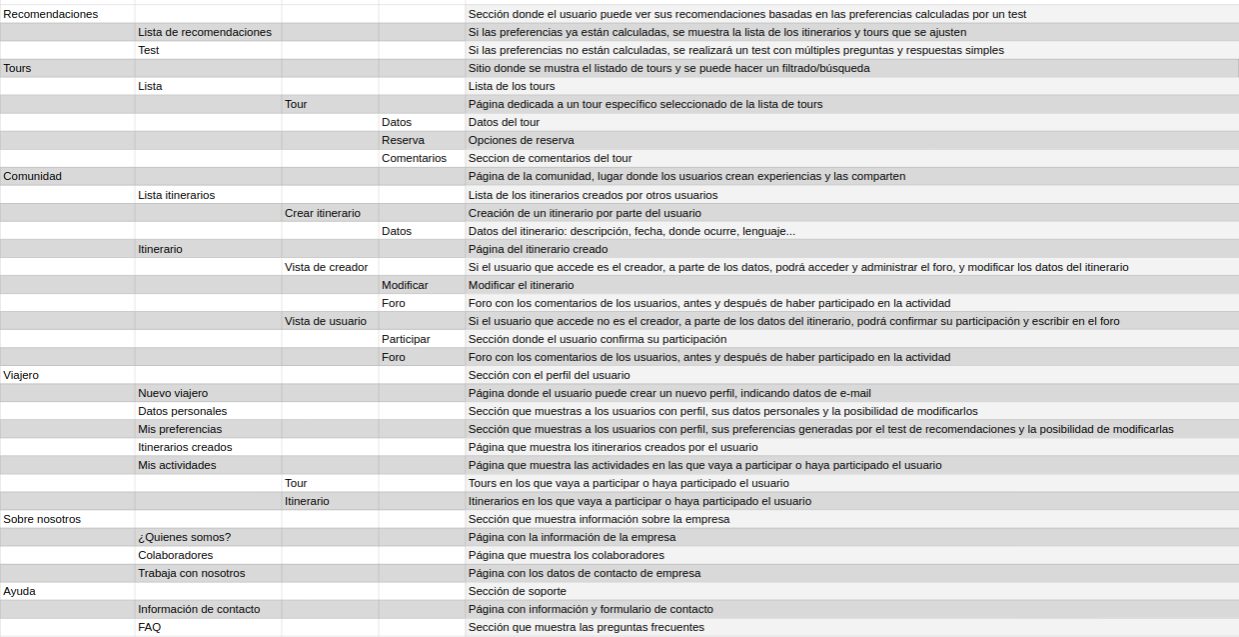 Recomendaciones Sección donde el usuario puede ver sus recomendaciones basadas en las preferencias calculadas por un test
Lista de recomendaciones Si las preferencias ya están calculadas, se muestra la lista de los itinerarios y tours que se ajusten
Test Si las preferencias no están calculadas, se realizará un test con múltiples preguntas y respuestas simples
Tours Sitio donde se mustra el listado de tours y se puede hacer un filtrado/búsqueda
Lista Lista de los tours
Tour Página dedicada a un tour específico seleccionado de la lista de tours
Datos Datos del tour
Reserva Opciones de reserva
Comentarios Seccion de comentarios del tour
Comunidad Página de la comunidad, lugar donde los usuarios crean experiencias y las comparten
Lista itinerarios Lista de los itinerarios creados por otros usuarios
Crear itinerario Creación de un itinerario por parte del usuario
Datos Datos del itinerario: descripción, fecha, donde ocurre, lenguaje...
Itinerario Página del itinerario creado
Vista de creador Si el usuario que accede es el creador, a parte de los datos, podrá acceder y administrar el foro, y modificar los datos del itinerario
Modificar Modificar el itinerario
Foro Foro con los comentarios de los usuarios, antes y después de haber participado en la actividad
Vista de usuario Si el usuario que accede no es el creador, a parte de los datos del itinerario, podrá confirmar su participación y escribir en el foro
Participar Sección donde el usuario confirma su participación
Foro Foro con los comentarios de los usuarios, antes y después de haber participado en la actividad
Viajero Sección con el perfil del usuario
Nuevo viajero Página donde el usuario puede crear un nuevo perfil, indicando datos de e-mail
Datos personales Sección que muestras a los usuarios con perfil, sus datos personales y la posibilidad de modificarlos
Mis preferencias Sección que muestras a los usuarios con perfil, sus preferencias generadas por el test de recomendaciones y la posibilidad de modificarlas
Itinerarios creados Página que muestra los itinerarios creados por el usuario
Mis actividades Página que muestra las actividades en las que vaya a participar o haya participado el usuario
Tour Tours en los que vaya a participar o haya participado el usuario
Itinerario Itinerarios en los que vaya a participar o haya participado el usuario
Sobre nosotros Sección que muestra información sobre la empresa
¿Quienes somos? Página con la información de la empresa
Colaboradores Página que muestra los colaboradores
Trabaja con nosotros Página con los datos de contacto de empresa
Ayuda Sección de soporte
Información de contacto Página con información y formulario de contacto
FAQ Sección que muestra las preguntas frecuentes